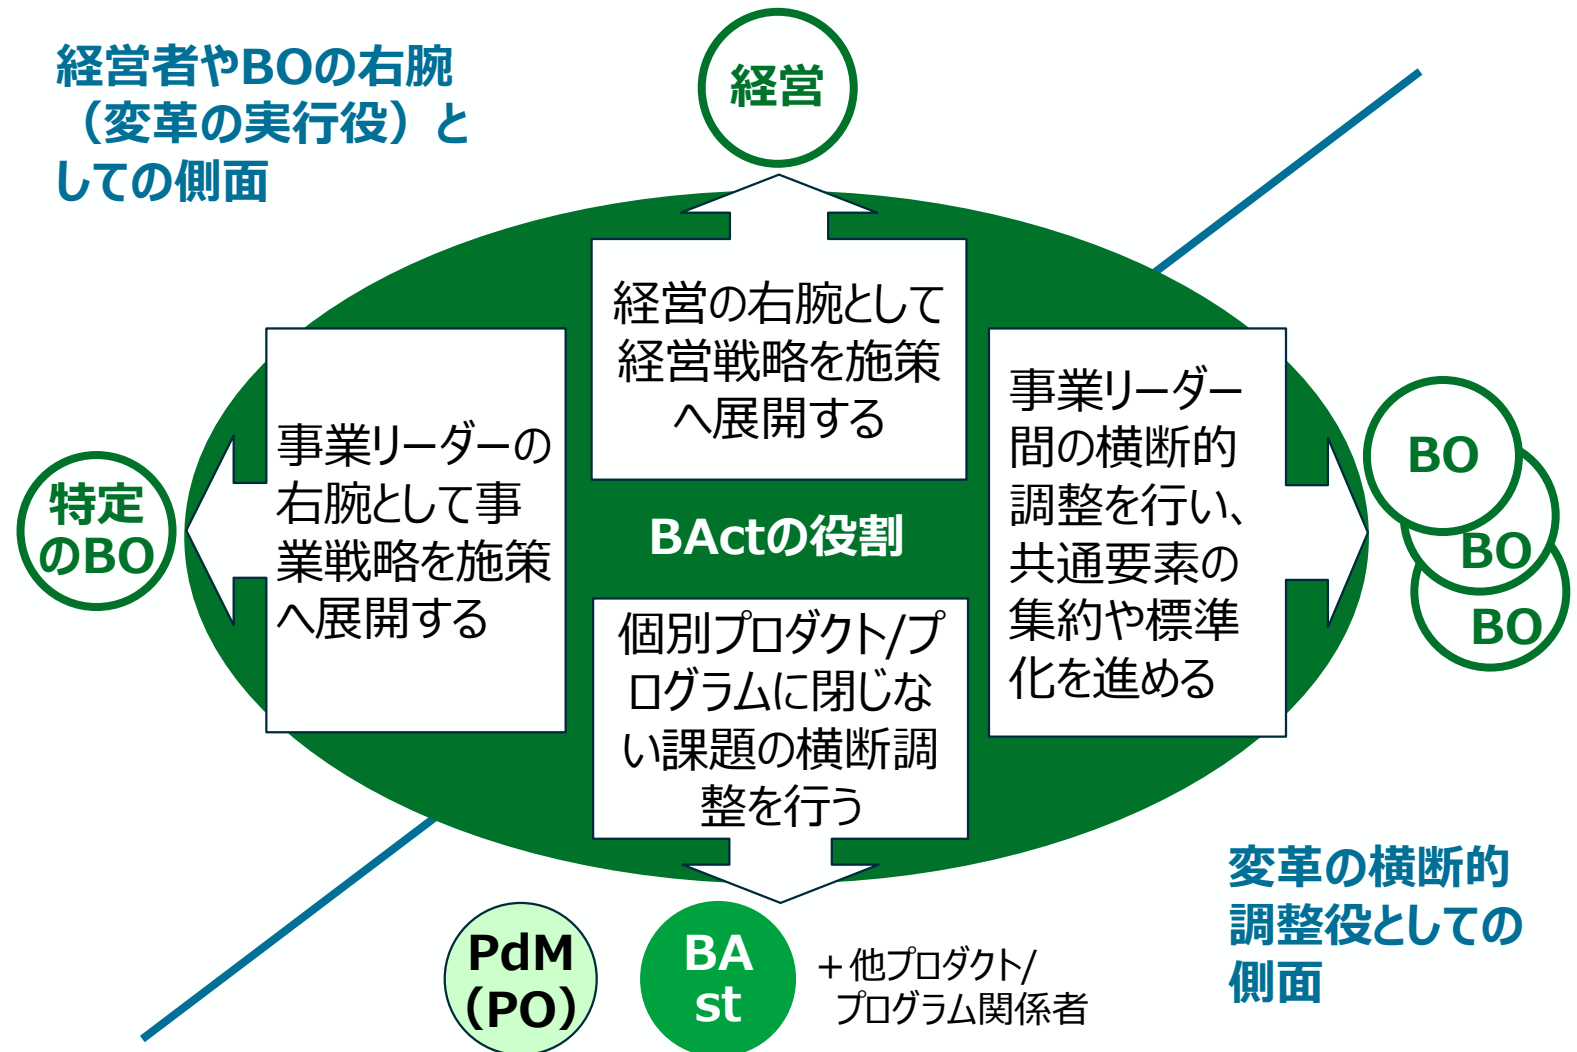 経営者やBOの右腕
（変革の実行役）と
しての側面
経営
経営の右腕として
経営戦略を施策
へ展開する
事業リーダーの
右腕として事
業戦略を施策
へ展開する
特定
のBO
BActの役割
事業リーダー
間の横断的
調整を行い、
共通要素の
集約や標準
化を進める
BO
BO
BO
個別プロダクト/プ
ログラムに閉じな
い課題の横断調
整を行う
変革の横断的
調整役としての
側面
PdM
（PO）
BA
st
＋他プロダクト/
プログラム関係者